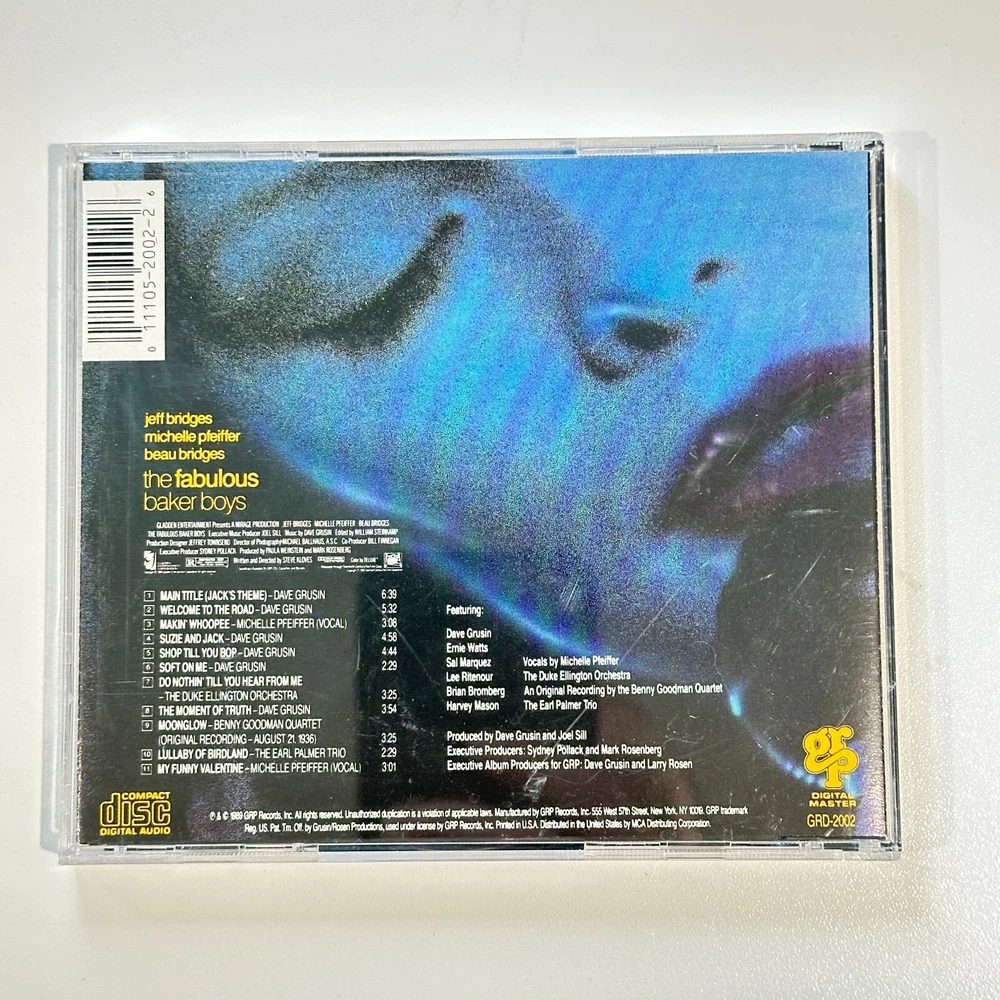 0 11105-2002-2 6
jeff bridges
michelle pfeiffer
beau bridges
the fabulous
baker boys
GLADDEN ENTERTAINMENT Presents A MIRAGE PRODUCTION JEFF BRIDGES MICHELLE PFEIFFER BEAU BRIDGES
THE FABULOUS BAKER BOYS Executive Music Producer JOEL SILL Music by DAVE GRUSIN Edited by WILLIAM STEINKAMP
Production Designer JEFFREY TOWNSEND Director of Photography MICHAEL BALLHAUS, A.S.C. Co-Producer BILL FINNEGAN
Executive Producer SYDNEY POLLACK Produced by PAULA WEINSTEIN and MARK ROSENBERG
Written and Directed by STEVE KLOVES Color by DELUXE
1 MAIN TITLE (JACK'S THEME) – DAVE GRUSIN 6:39
2 WELCOME TO THE ROAD – DAVE GRUSIN 5:32
3 MAKIN' WHOOPEE – MICHELLE PFEIFFER (VOCAL) 3:08
4 SUZIE AND JACK – DAVE GRUSIN 4:58
5 SHOP TILL YOU BOP – DAVE GRUSIN 4:44
6 SOFT ON ME – DAVE GRUSIN 2:29
7 DO NOTHIN' TILL YOU HEAR FROM ME
– THE DUKE ELLINGTON ORCHESTRA 3:25
8 THE MOMENT OF TRUTH – DAVE GRUSIN 3:54
9 MOONGLOW – BENNY GOODMAN QUARTET
(ORIGINAL RECORDING – AUGUST 21, 1936) 3:25
10 LULLABY OF BIRDLAND – THE EARL PALMER TRIO 2:29
11 MY FUNNY VALENTINE – MICHELLE PFEIFFER (VOCAL) 3:01
Featuring:
Dave Grusin
Ernie Watts
Sal Marquez Vocals by Michelle Pfeiffer
Lee Ritenour The Duke Ellington Orchestra
Brian Bromberg An Original Recording by the Benny Goodman Quartet
Harvey Mason The Earl Palmer Trio
Produced by Dave Grusin and Joel Sill
Executive Producers: Sydney Pollack and Mark Rosenberg
Executive Album Producers for GRP: Dave Grusin and Larry Rosen
COMPACT
disc
DIGITAL AUDIO
℗ & © 1989 GRP Records, Inc. All rights reserved. Unauthorized duplication is a violation of applicable laws. Manufactured by GRP Records, Inc. 555 West 57th Street, New York, NY 10019. GRP trademark
Reg. US. Pat. Tm. Off. by Grusin/Rosen Productions, used under license by GRP Records, Inc. Printed in U.S.A. Distributed in the United States by MCA Distributing Corporation.
grp
DIGITAL
MASTER
GRD-2002